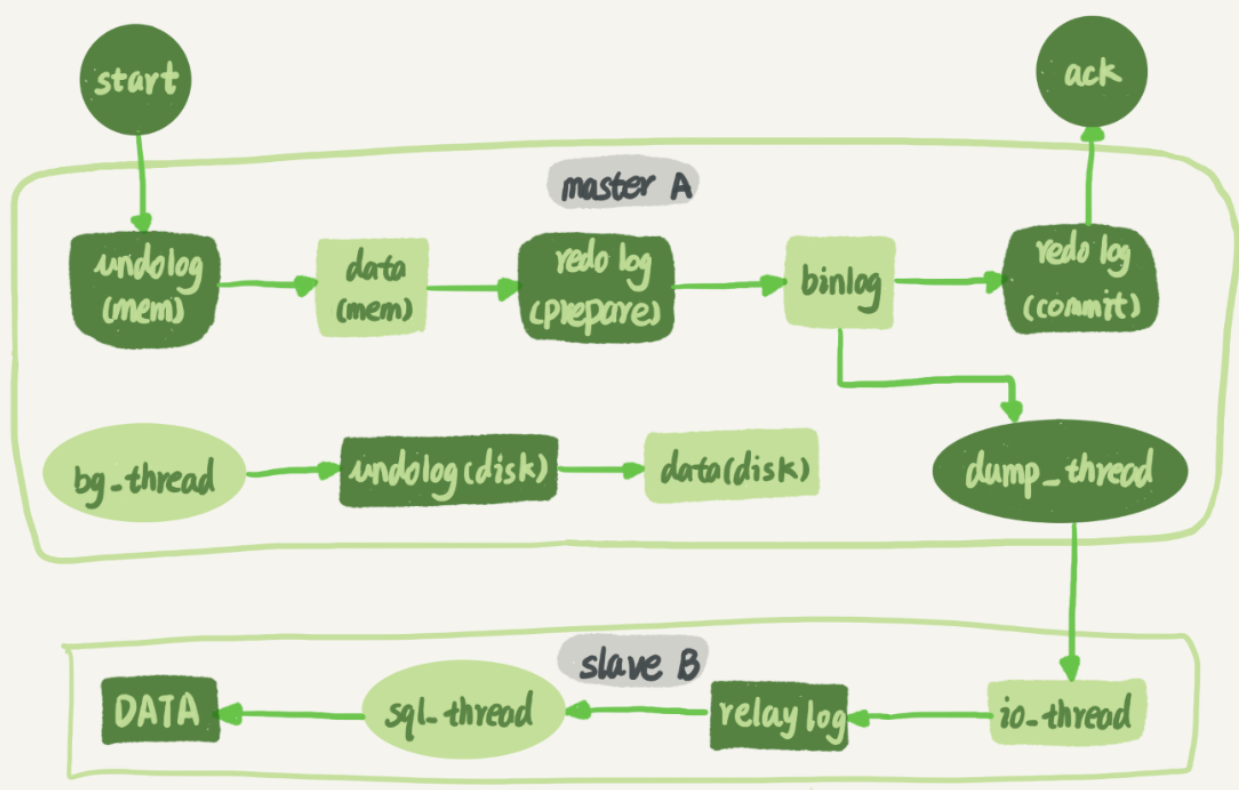 start
ack
master A
undolog
(mem)
data
(mem)
redo log
(prepare)
binlog
redo log
(commit)
bg_thread
undolog(disk)
data(disk)
dump_thread
slave B
DATA
sql_thread
relay log
io_thread